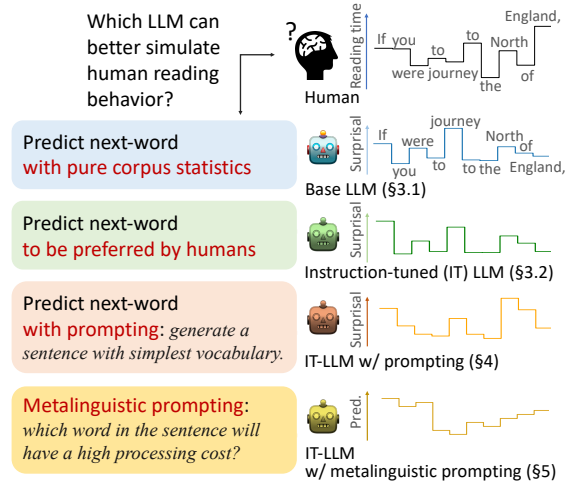 Which LLM can
better simulate
human reading
behavior?
?
Reading time
If you were journey to to the North of England,
Human
Predict next-word
with pure corpus statistics
Surprisal
If you were to journey to the North of England,
Base LLM (§3.1)
Predict next-word
to be preferred by humans
Surprisal
Instruction-tuned (IT) LLM (§3.2)
Predict next-word
with prompting: generate a
sentence with simplest vocabulary.
Surprisal
IT-LLM w/ prompting (§4)
Metalinguistic prompting:
which word in the sentence will
have a high processing cost?
Pred.
IT-LLM
w/ metalinguistic prompting (§5)